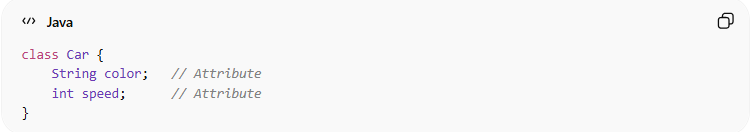 </> Java
class Car {
    String color;   // Attribute
    int speed;      // Attribute
}